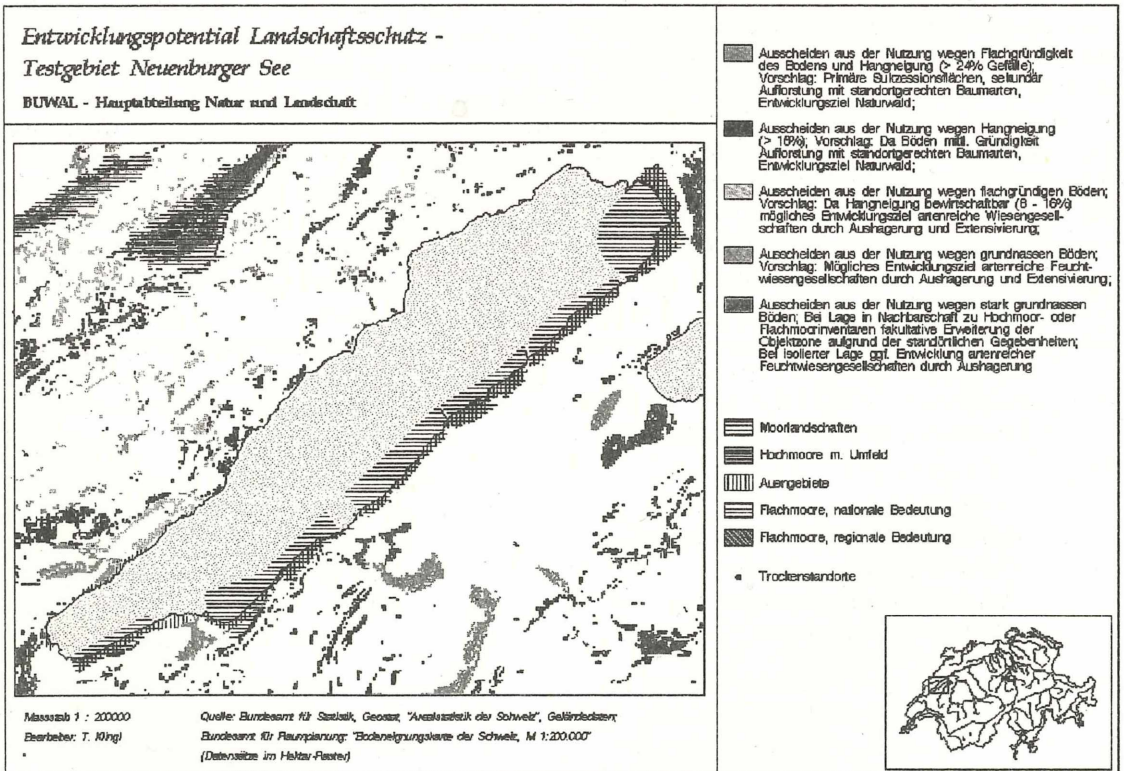 Entwicklungspotential Landschaftsschutz -
Testgebiet Neuenburger See
BUWAL - Hauptabteilung Natur und Landschaft
Ausscheiden aus der Nutzung wegen Flachgründigkeit
des Bodens und Hangneigung (> 24% Gefälle);
Vorschlag: Primäre Sukzessionsflächen, sekundär
Aufforstung mit standortgerechten Baumarten,
Entwicklungsziel Naturwald;
Ausscheiden aus der Nutzung wegen Hangneigung
(> 16%); Vorschlag: Da Böden mittl. Gründigkeit
Aufforstung mit standortgerechten Baumarten,
Entwicklungsziel Naturwald;
Ausscheiden aus der Nutzung wegen flachgründigen Böden;
Vorschlag: Da Hangneigung bewirtschaftbar (6 - 16%)
mögliches Entwicklungsziel artenreiche Wiesengesell-
schaften durch Aushagerung und Extensivierung;
Ausscheiden aus der Nutzung wegen grundnassen Böden;
Vorschlag: Mögliches Entwicklungsziel artenreiche Feucht-
wiesengesellschaften durch Aushagerung und Extensivierung;
Ausscheiden aus der Nutzung wegen stark grundnassen
Böden; Bei Lage in Nachbarschaft zu Hochmoor- oder
Flachmoorinventaren fakultative Erweiterung der
Objektzone aufgrund der standörtlichen Gegebenheiten;
Bei isolierter Lage ggf. Entwicklung artenreicher
Feuchtwiesengesellschaften durch Aushagerung
Moorlandschaften
Hochmoore m. Umfeld
Auengebiete
Flachmoore, nationale Bedeutung
Flachmoore, regionale Bedeutung
Trockenstandorte
Massstab 1 : 200000
Bearbeiter: T. Klingl
Quelle: Bundesamt für Statistik, Geostat, "Arealstatistik der Schweiz", Geländedaten;
Bundesamt für Raumplanung: "Bodeneignungskarte der Schweiz, M 1:200.000"
(Datensätze im Hektar-Raster)